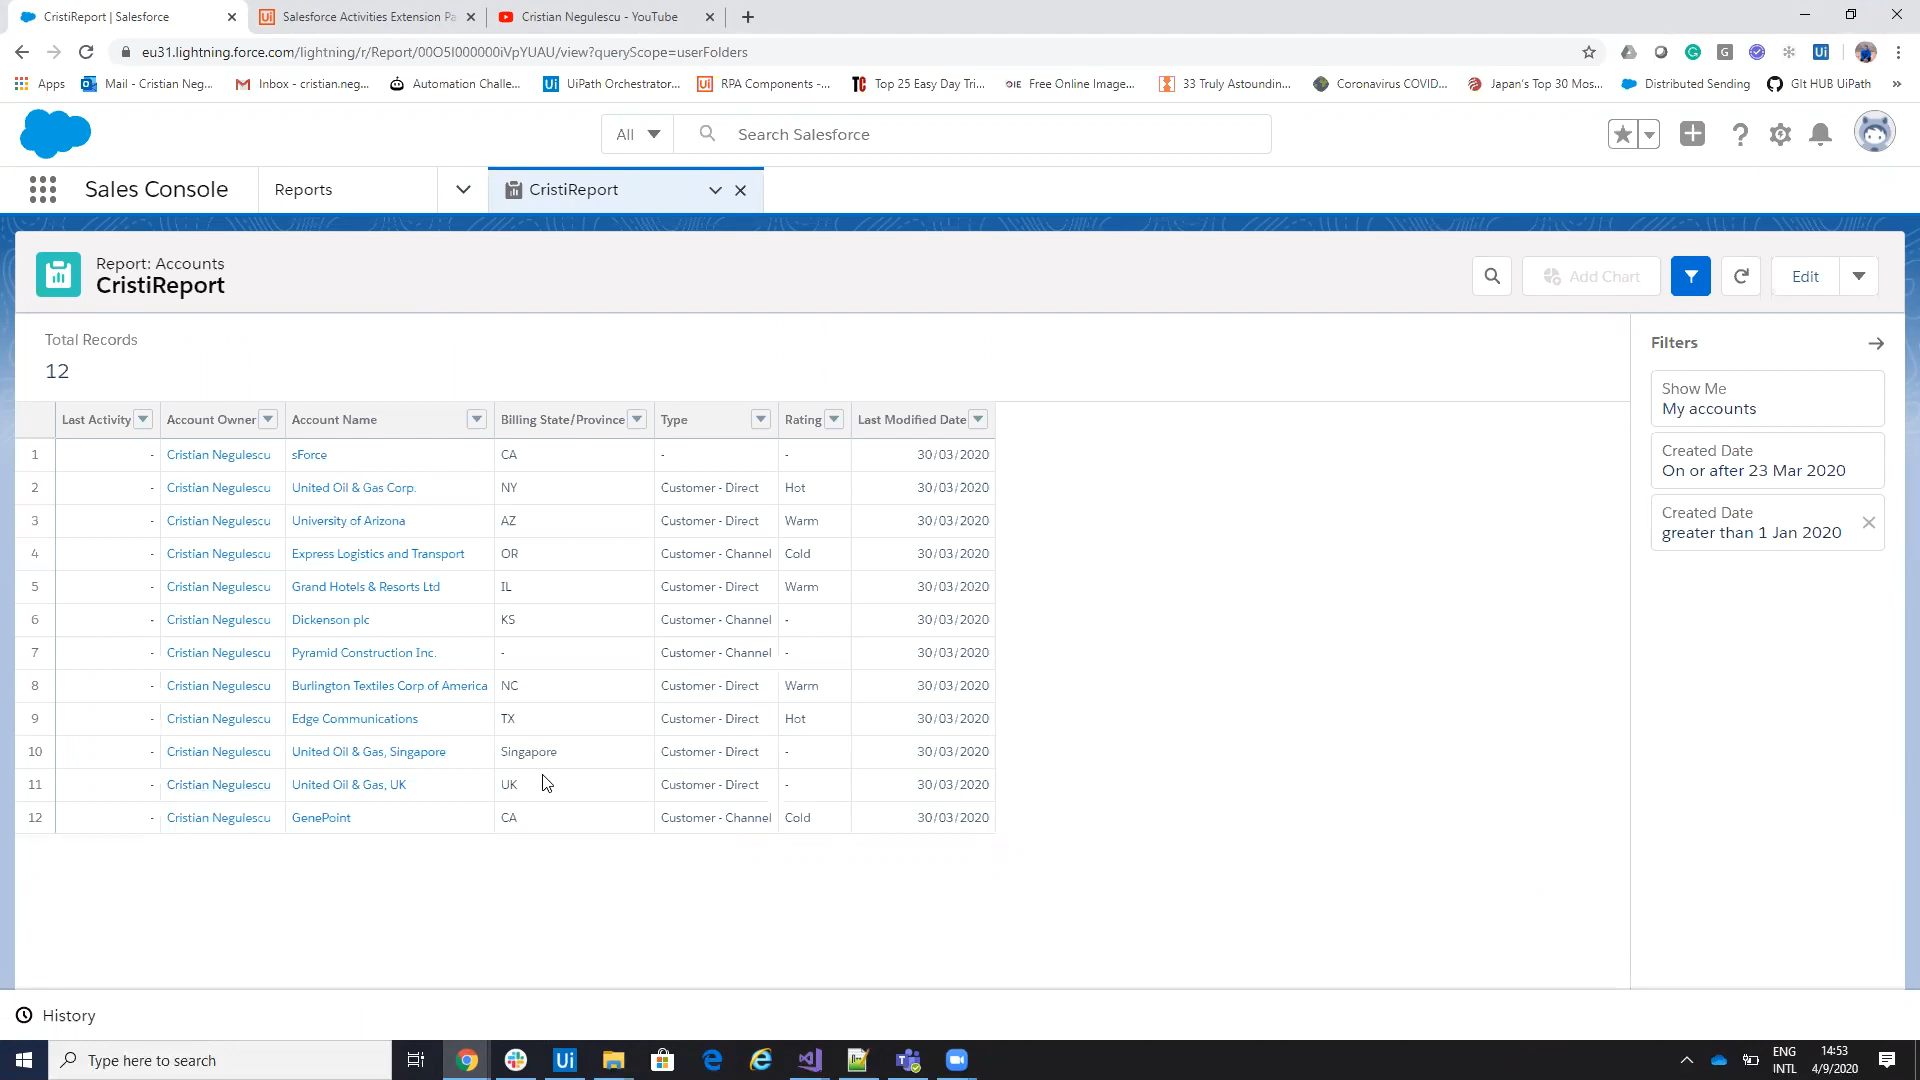 CristiReport | Salesforce
Salesforce Activities Extension Pa
Cristian Negulescu - YouTube
eu31.lightning.force.com/lightning/r/Report/00O5I000000iVpYUAU/view?queryScope=userFolders
Apps
Mail - Cristian Neg...
Inbox - cristian.neg...
Automation Challe...
UiPath Orchestrator...
RPA Components -...
Top 25 Easy Day Tri...
Free Online Image...
33 Truly Astoundin...
Coronavirus COVID...
Japan's Top 30 Mos...
Distributed Sending
Git HUB UiPath
»
All
Search Salesforce
Sales Console
Reports
CristiReport
Report: Accounts
CristiReport
Add Chart
Edit
Total Records
12
Filters
Show Me
My accounts
Created Date
On or after 23 Mar 2020
Created Date
greater than 1 Jan 2020
Last Activity Account Owner Account Name Billing State/Province Type Rating Last Modified Date
1 - Cristian Negulescu sForce CA - - 30/03/2020
2 - Cristian Negulescu United Oil & Gas Corp. NY Customer - Direct Hot 30/03/2020
3 - Cristian Negulescu University of Arizona AZ Customer - Direct Warm 30/03/2020
4 - Cristian Negulescu Express Logistics and Transport OR Customer - Channel Cold 30/03/2020
5 - Cristian Negulescu Grand Hotels & Resorts Ltd IL Customer - Direct Warm 30/03/2020
6 - Cristian Negulescu Dickenson plc KS Customer - Channel - 30/03/2020
7 - Cristian Negulescu Pyramid Construction Inc. - Customer - Channel - 30/03/2020
8 - Cristian Negulescu Burlington Textiles Corp of America NC Customer - Direct Warm 30/03/2020
9 - Cristian Negulescu Edge Communications TX Customer - Direct Hot 30/03/2020
10 - Cristian Negulescu United Oil & Gas, Singapore Singapore Customer - Direct - 30/03/2020
11 - Cristian Negulescu United Oil & Gas, UK UK Customer - Direct - 30/03/2020
12 - Cristian Negulescu GenePoint CA Customer - Channel Cold 30/03/2020
History
Type here to search
ENG
INTL
14:53
4/9/2020